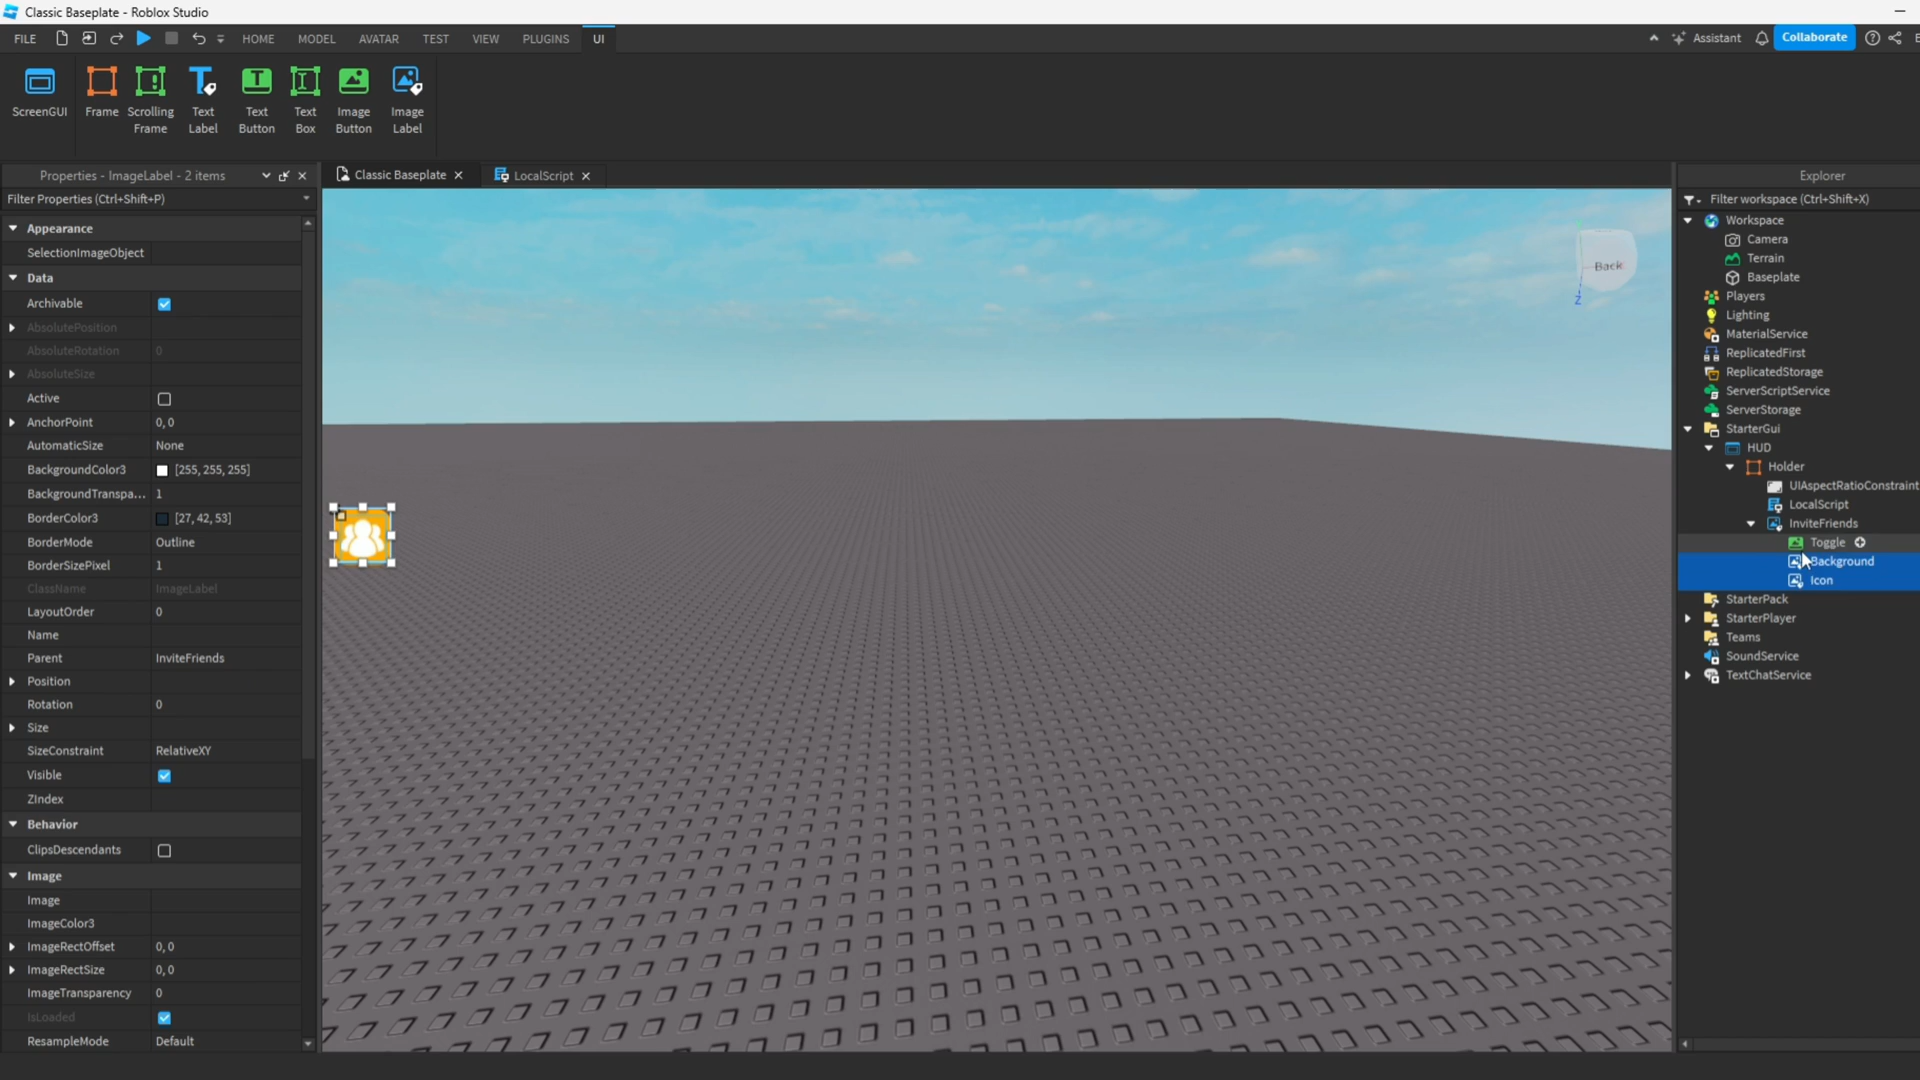 Classic Baseplate - Roblox Studio
FILE HOME MODEL AVATAR TEST VIEW PLUGINS UI Assistant Collaborate
ScreenGUI
Frame
Scrolling
Frame
Text
Label
Text
Button
Text
Box
Image
Button
Image
Label
Properties - ImageLabel - 2 items
Filter Properties (Ctrl+Shift+P)
Appearance
SelectionImageObject
Data
Archivable
AbsolutePosition
AbsoluteRotation 0
AbsoluteSize
Active
AnchorPoint 0, 0
AutomaticSize None
BackgroundColor3 [255, 255, 255]
BackgroundTranspa... 1
BorderColor3 [27, 42, 53]
BorderMode Outline
BorderSizePixel 1
ClassName ImageLabel
LayoutOrder 0
Name
Parent InviteFriends
Position
Rotation 0
Size
SizeConstraint RelativeXY
Visible
ZIndex
Behavior
ClipsDescendants
Image
Image
ImageColor3
ImageRectOffset 0, 0
ImageRectSize 0, 0
ImageTransparency 0
IsLoaded
ResampleMode Default
Classic Baseplate
LocalScript
Back
Z
Explorer
Filter workspace (Ctrl+Shift+X)
Workspace
Camera
Terrain
Baseplate
Players
Lighting
MaterialService
ReplicatedFirst
ReplicatedStorage
ServerScriptService
ServerStorage
StarterGui
HUD
Holder
UIAspectRatioConstraint
LocalScript
InviteFriends
Toggle
Background
Icon
StarterPack
StarterPlayer
Teams
SoundService
TextChatService